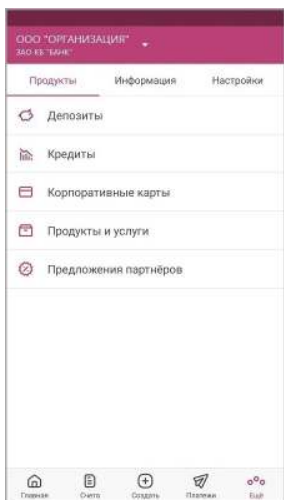 ООО "ОРГАНИЗАЦИЯ"
ЗАО КБ "БАНК"
Продукты Информация Настройки
Депозиты
Кредиты
Корпоративные карты
Продукты и услуги
Предложения партнёров
Главная Счета Создать Платежи Ещё